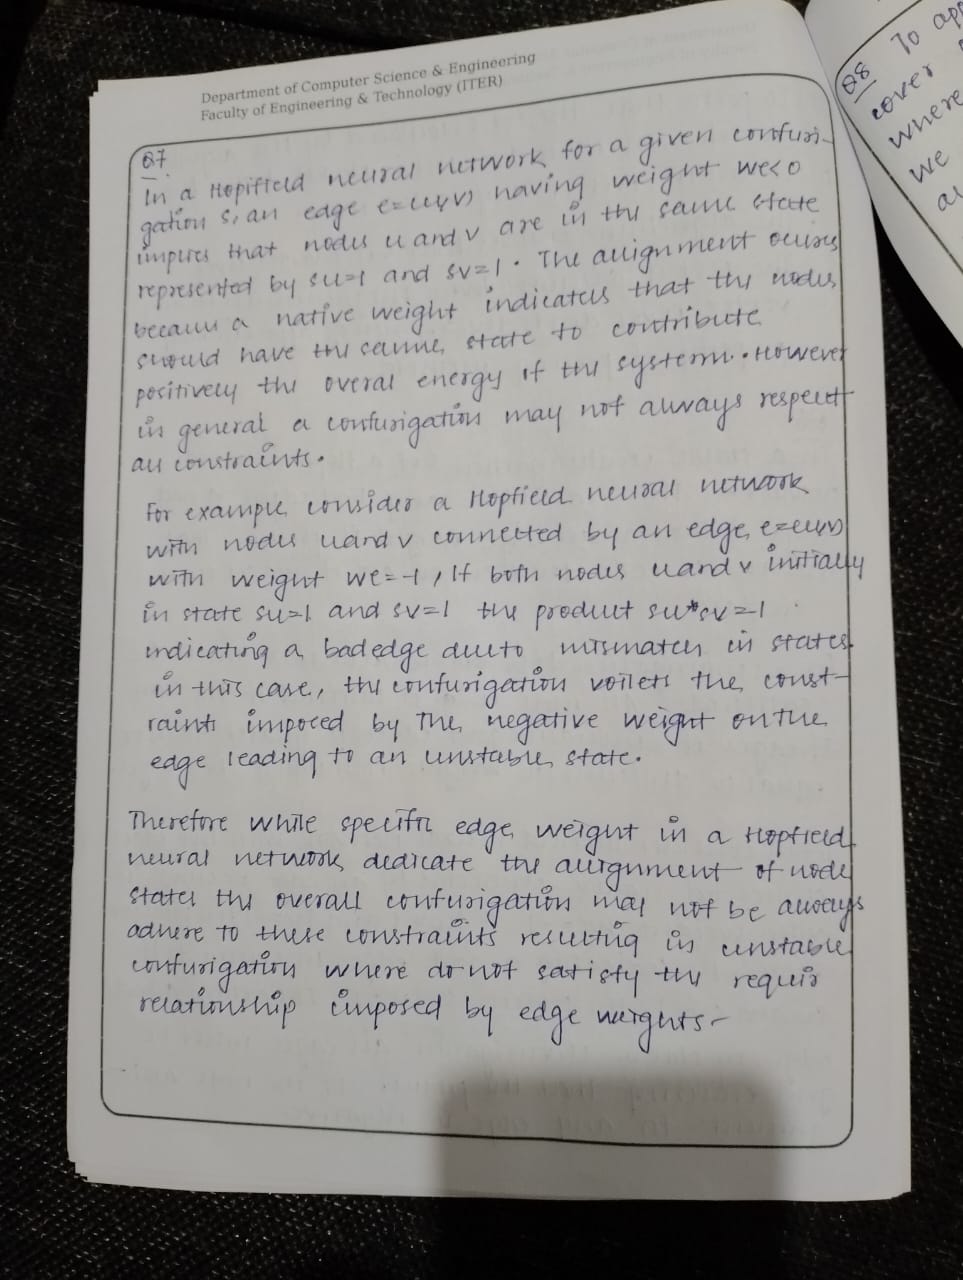 Department of Computer Science & Engineering
Faculty of Engineering & Technology (ITER)
Q7
In a Hopifield neural network for a given confuri-
gation S, an edge e=(u,v) having weight we<0
impires that nodes u and v are in the same state
represented by su=1 and sv=1. The alignment occurs
because a native weight indicates that the nodes
should have the same state to contribute
positively the overal energy if the system. However
in general a confurigation may not always respect
all constraints.
For example, consider a Hopfield neural network
with nodes u and v connected by an edge, e=(u,v)
with weight we=-1, If both nodes u and v initially
in state su=1 and sv=1 the product su*sv=-1
indicating a bad edge due to mismatch in states
in this case, the confurigation voilets the const-
raints imposed by the negative weight on the
edge leading to an unstable state.
Therefore while specific edge weight in a Hopfield
neural network dedicate the alignment of node
states the overall confurigation may not be always
adhere to these constraints resulting in unstable
confurigation where do not satisfy the requir
relationship imposed by edge weights-
Q8 To app
cover
where
we